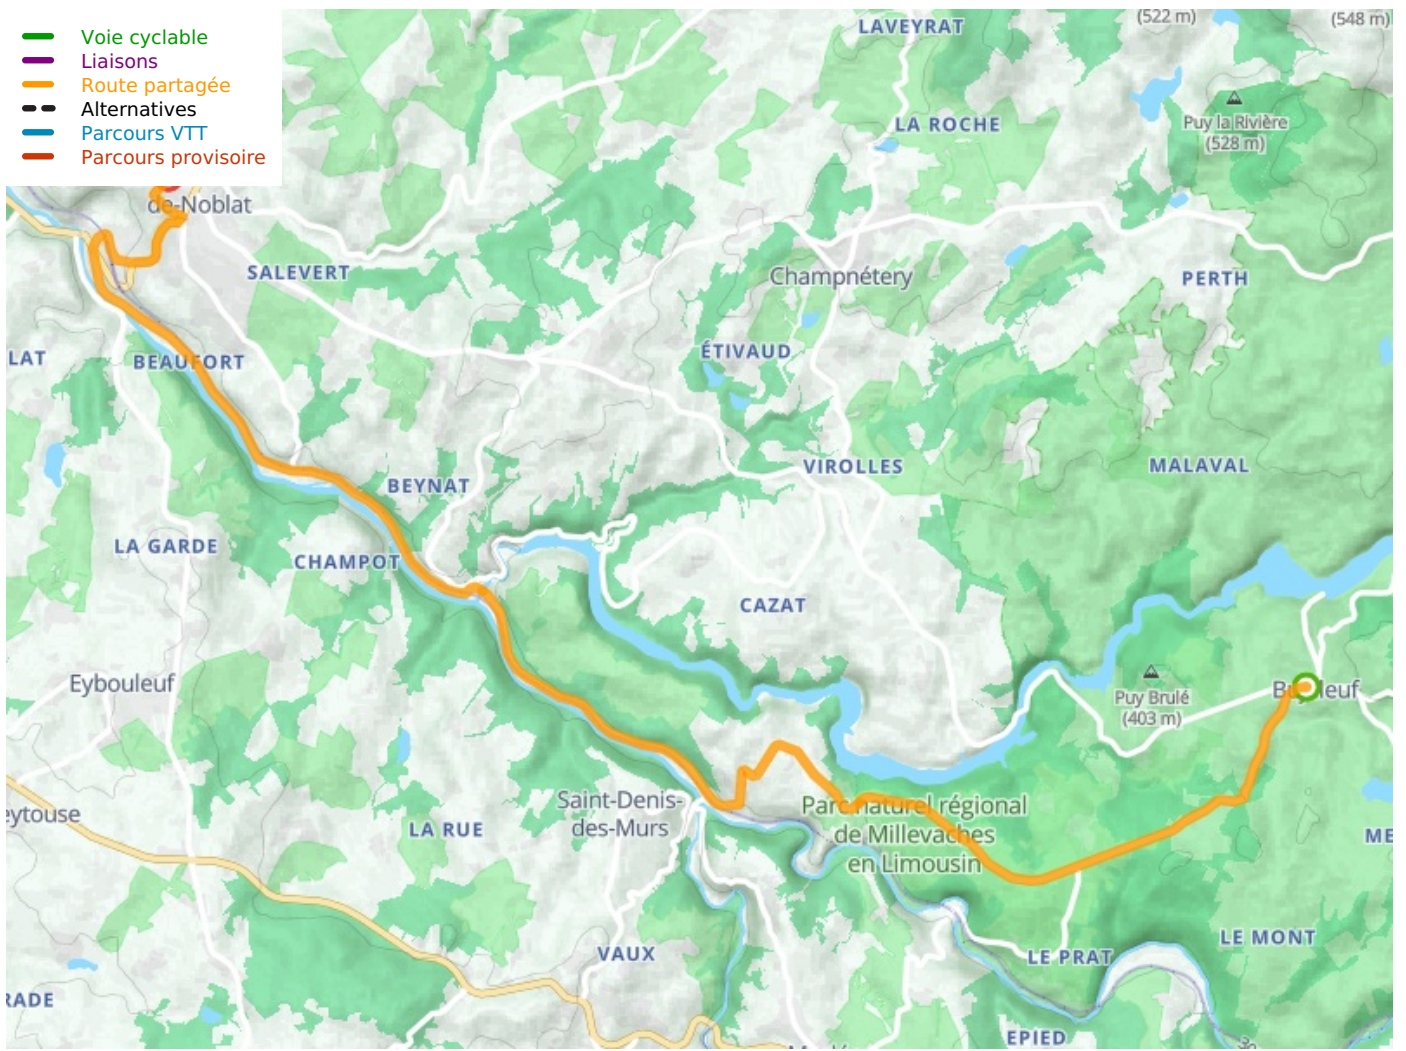 Voie cyclable
Liaisons
Route partagée
Alternatives
Parcours VTT
Parcours provisoire
(522 m)
(548 m)
LAVEYRAT
LA ROCHE
Puy la Rivière
(528 m)
de-Noblat
SALEVERT
Champnétery
PERTH
LAT
BEAUFORT
ÉTIVAUD
VIROLLES
MALAVAL
BEYNAT
LA GARDE
CHAMPOT
CAZAT
Eybouleuf
Puy Brulé
(403 m)
Saint-Denis-
des-Murs
Parc naturel régional
de Millevaches
en Limousin
eytouse
LA RUE
ME
VAUX
LE PRAT
LE MONT
RADE
EPIED